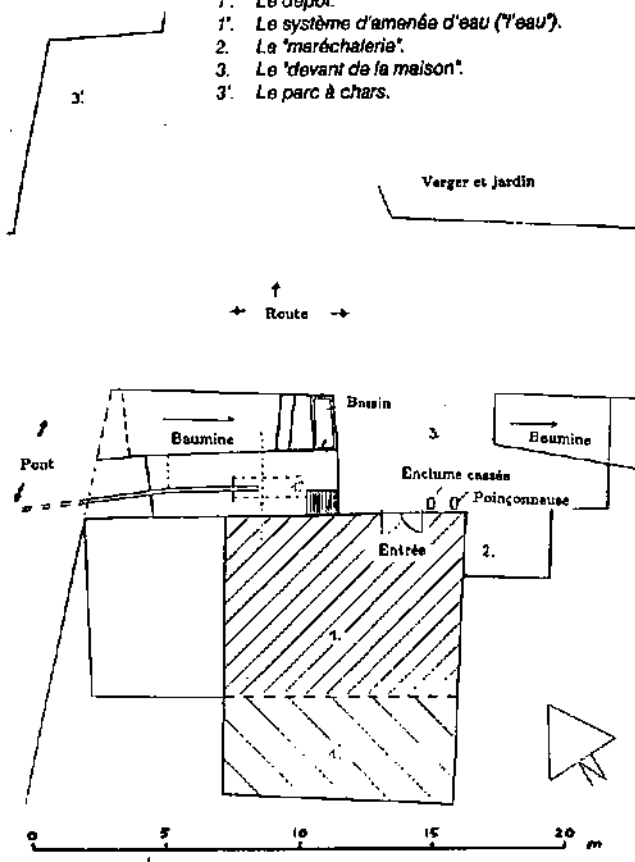 1'. Le dépôt.
1". Le système d'amenée d'eau ("l'eau").
2. La "maréchalerie".
3. Le "devant de la maison".
3'. Le parc à chars.
3'.
Verger et jardin
Route
Bassin
Baumine
3.
Baumine
Pont
Enclume cassée
Poinçonneuse
1"
Entrée
2.
1.
1'.
0 5 10 15 20 m